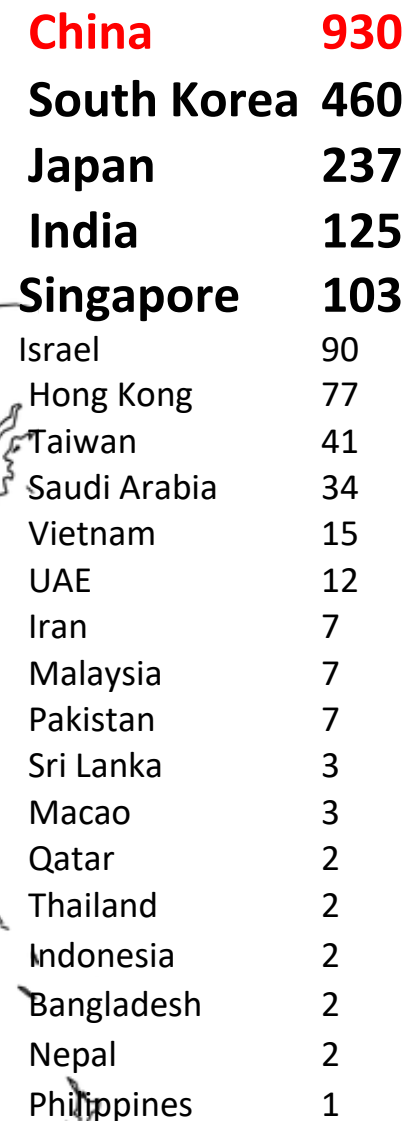 China 930
South Korea 460
Japan 237
India 125
Singapore 103
Israel 90
Hong Kong 77
Taiwan 41
Saudi Arabia 34
Vietnam 15
UAE 12
Iran 7
Malaysia 7
Pakistan 7
Sri Lanka 3
Macao 3
Qatar 2
Thailand 2
Indonesia 2
Bangladesh 2
Nepal 2
Philippines 1